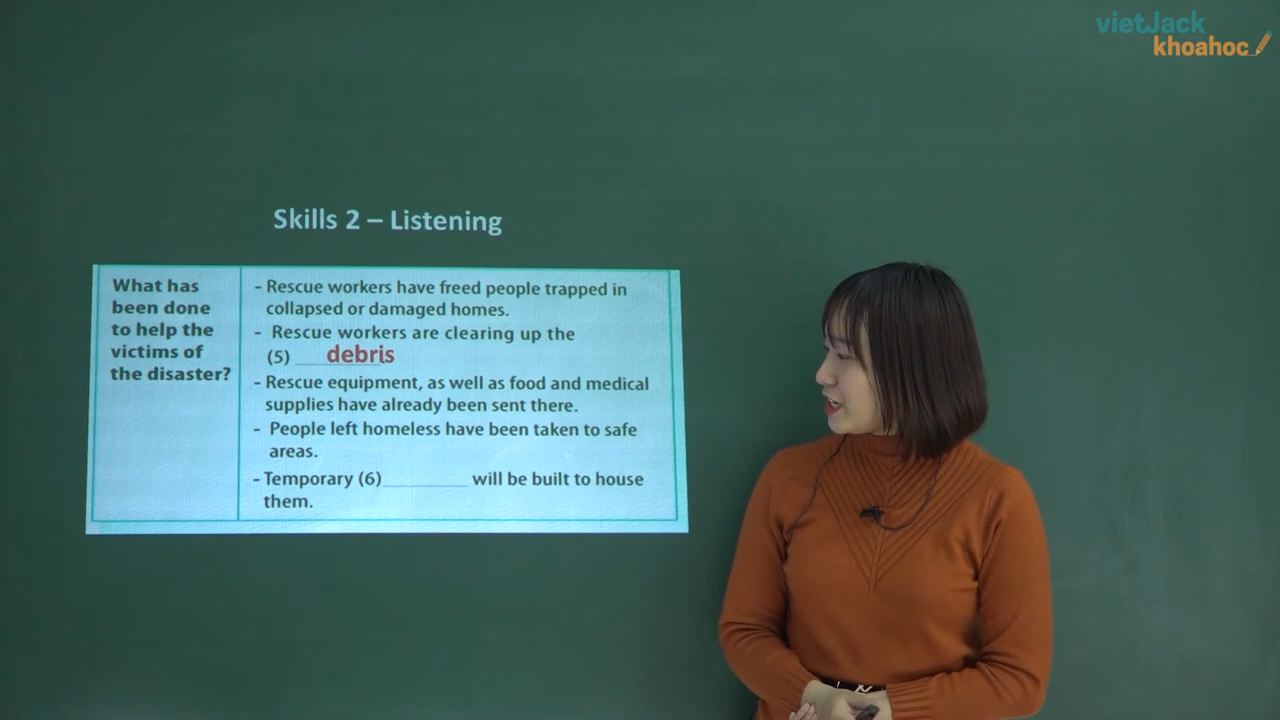 vietJack
khoahoc
Skills 2 – Listening
What has
been done
to help the
victims of
the disaster?
- Rescue workers have freed people trapped in
collapsed or damaged homes.
- Rescue workers are clearing up the
(5) ________ debris
- Rescue equipment, as well as food and medical
supplies have already been sent there.
- People left homeless have been taken to safe
areas.
- Temporary (6)________ will be built to house
them.